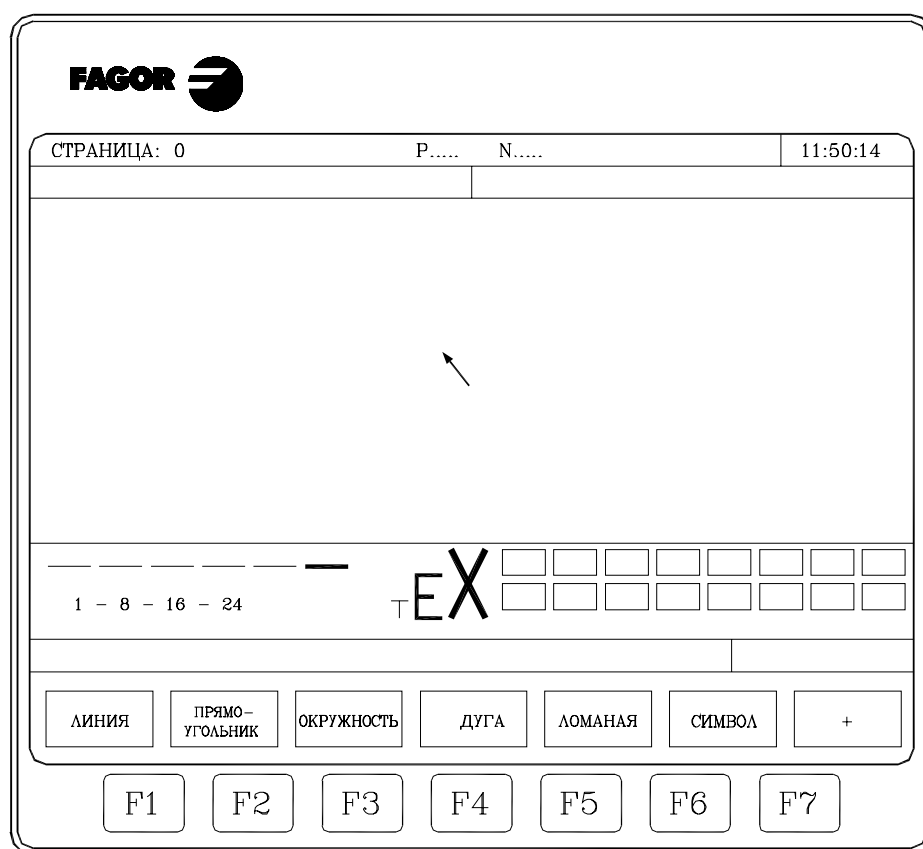 FAGOR
СТРАНИЦА: 0 P..... N..... 11:50:14
1 - 8 - 16 - 24 TEX
ЛИНИЯ ПРЯМО- ОКРУЖНОСТЬ ДУГА ЛОМАНАЯ СИМВОЛ +
УГОЛЬНИК
F1 F2 F3 F4 F5 F6 F7